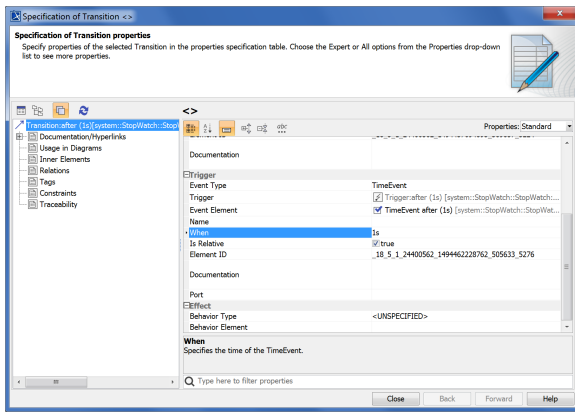 Specification of Transition <>
Specification of Transition properties
Specify properties of the selected Transition in the properties specification table. Choose the Expert or All options from the Properties drop-down
list to see more properties.
<>
Transition:after (1s)[system::StopWatch::Stop
Documentation/Hyperlinks
Usage in Diagrams
Inner Elements
Relations
Tags
Constraints
Traceability
Properties: Standard
Documentation
Trigger
Event Type TimeEvent
Trigger Trigger:after (1s) [system::StopWatch::StopWatch:...
Event Element TimeEvent after (1s) [system::StopWatch::StopWat...
Name
When 1s
Is Relative true
Element ID _18_5_1_24400562_1494462228762_505633_5276
Documentation
Port
Effect
Behavior Type <UNSPECIFIED>
Behavior Element
When
Specifies the time of the TimeEvent.
Type here to filter properties
Close Back Forward Help